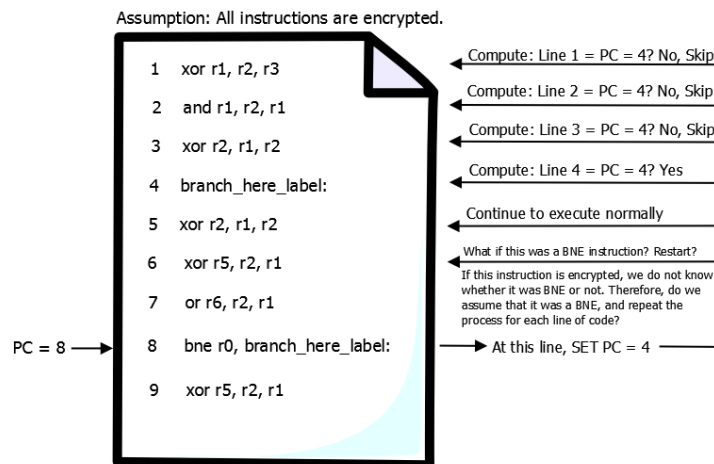 Assumption: All instructions are encrypted.
1 xor r1, r2, r3
Compute: Line 1 = PC = 4? No, Skip
2 and r1, r2, r1
Compute: Line 2 = PC = 4? No, Skip
3 xor r2, r1, r2
Compute: Line 3 = PC = 4? No, Skip
4 branch_here_label:
Compute: Line 4 = PC = 4? Yes
5 xor r2, r1, r2
Continue to execute normally
6 xor r5, r2, r1
What if this was a BNE instruction? Restart?
If this instruction is encrypted, we do not know
whether it was BNE or not. Therefore, do we
assume that it was a BNE, and repeat the
process for each line of code?
7 or r6, r2, r1
PC = 8
8 bne r0, branch_here_label:
At this line, SET PC = 4
9 xor r5, r2, r1